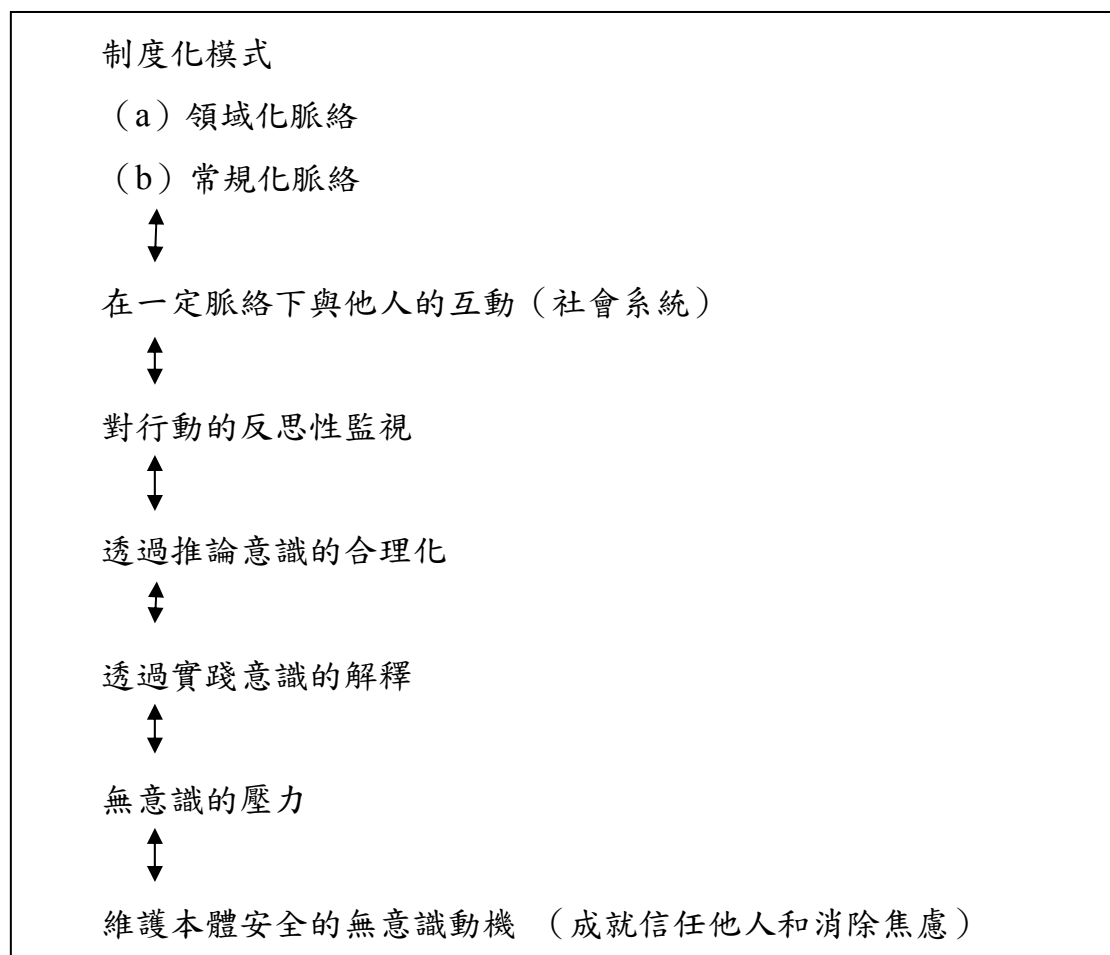 制度化模式
（a）領域化脈絡
（b）常規化脈絡
在一定脈絡下與他人的互動（社會系統）
對行動的反思性監視
透過推論意識的合理化
透過實踐意識的解釋
無意識的壓力
維護本體安全的無意識動機 （成就信任他人和消除焦慮）